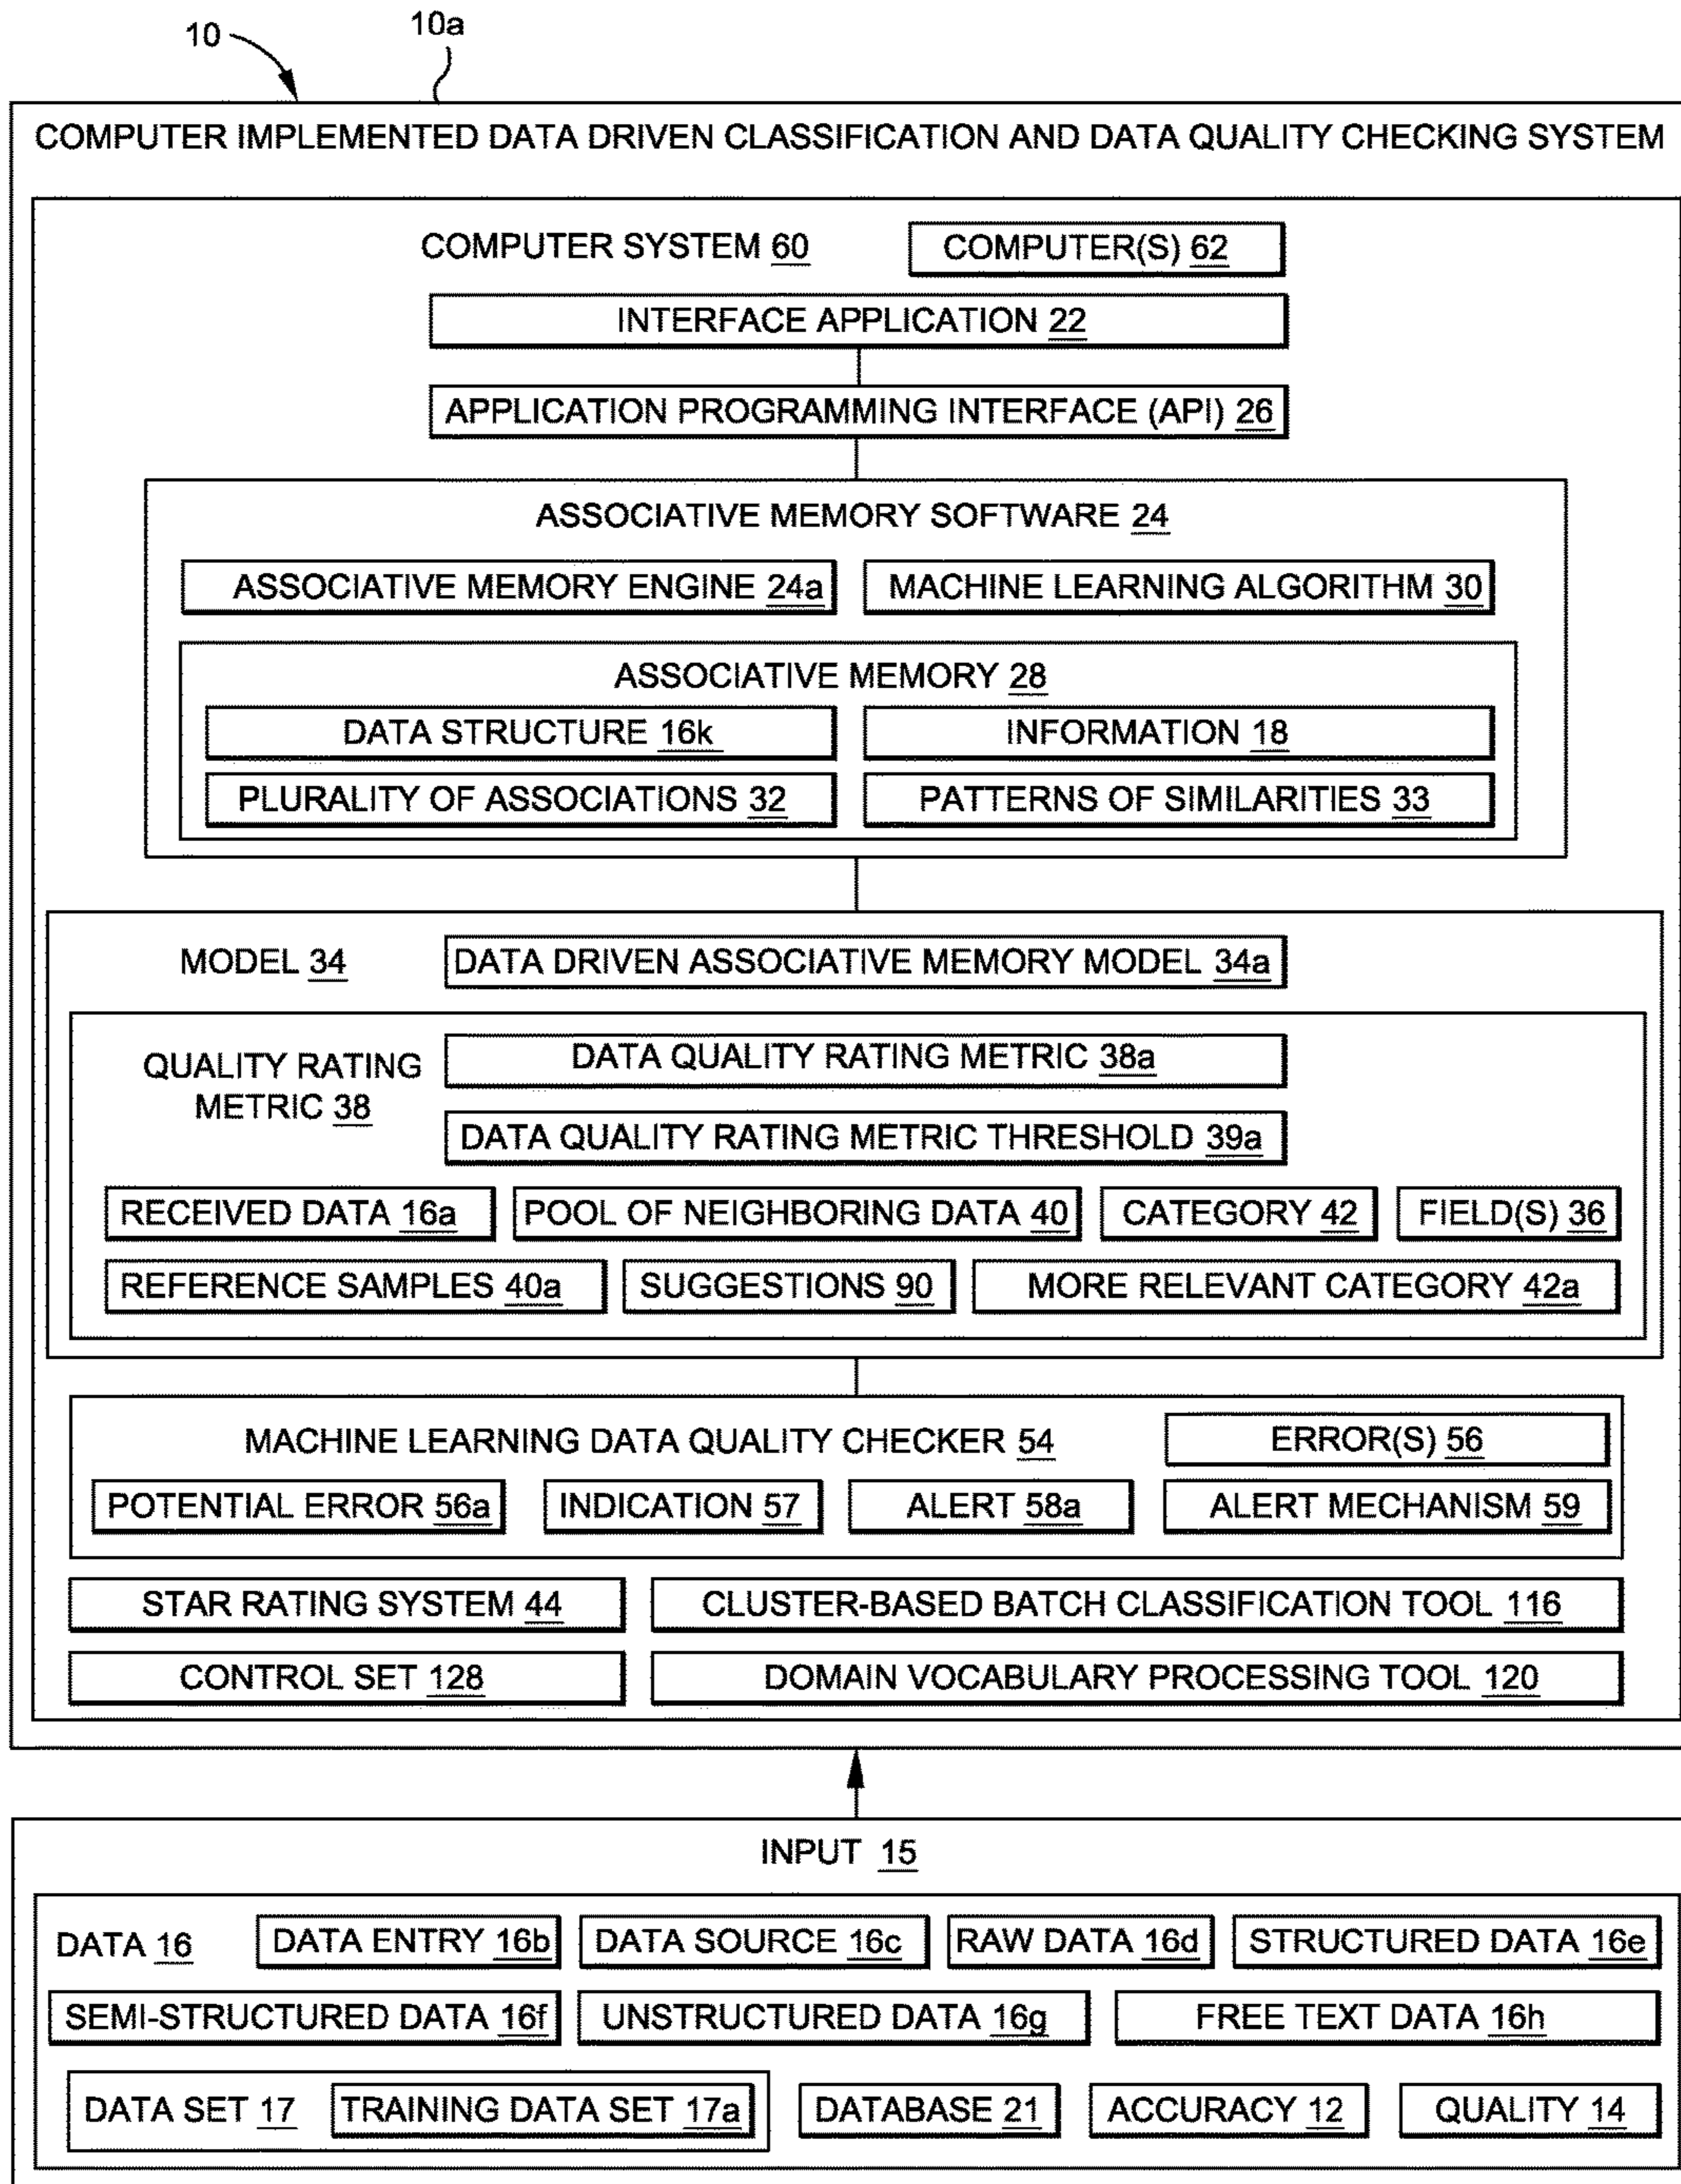 10
10a
COMPUTER IMPLEMENTED DATA DRIVEN CLASSIFICATION AND DATA QUALITY CHECKING SYSTEM
COMPUTER SYSTEM 60
COMPUTER(S) 62
INTERFACE APPLICATION 22
APPLICATION PROGRAMMING INTERFACE (API) 26
ASSOCIATIVE MEMORY SOFTWARE 24
ASSOCIATIVE MEMORY ENGINE 24a
MACHINE LEARNING ALGORITHM 30
ASSOCIATIVE MEMORY 28
DATA STRUCTURE 16k
INFORMATION 18
PLURALITY OF ASSOCIATIONS 32
PATTERNS OF SIMILARITIES 33
MODEL 34
DATA DRIVEN ASSOCIATIVE MEMORY MODEL 34a
QUALITY RATING
METRIC 38
DATA QUALITY RATING METRIC 38a
DATA QUALITY RATING METRIC THRESHOLD 39a
RECEIVED DATA 16a
POOL OF NEIGHBORING DATA 40
CATEGORY 42
FIELD(S) 36
REFERENCE SAMPLES 40a
SUGGESTIONS 90
MORE RELEVANT CATEGORY 42a
MACHINE LEARNING DATA QUALITY CHECKER 54
ERROR(S) 56
POTENTIAL ERROR 56a
INDICATION 57
ALERT 58a
ALERT MECHANISM 59
STAR RATING SYSTEM 44
CLUSTER-BASED BATCH CLASSIFICATION TOOL 116
CONTROL SET 128
DOMAIN VOCABULARY PROCESSING TOOL 120
INPUT 15
DATA 16
DATA ENTRY 16b
DATA SOURCE 16c
RAW DATA 16d
STRUCTURED DATA 16e
SEMI-STRUCTURED DATA 16f
UNSTRUCTURED DATA 16g
FREE TEXT DATA 16h
DATA SET 17
TRAINING DATA SET 17a
DATABASE 21
ACCURACY 12
QUALITY 14